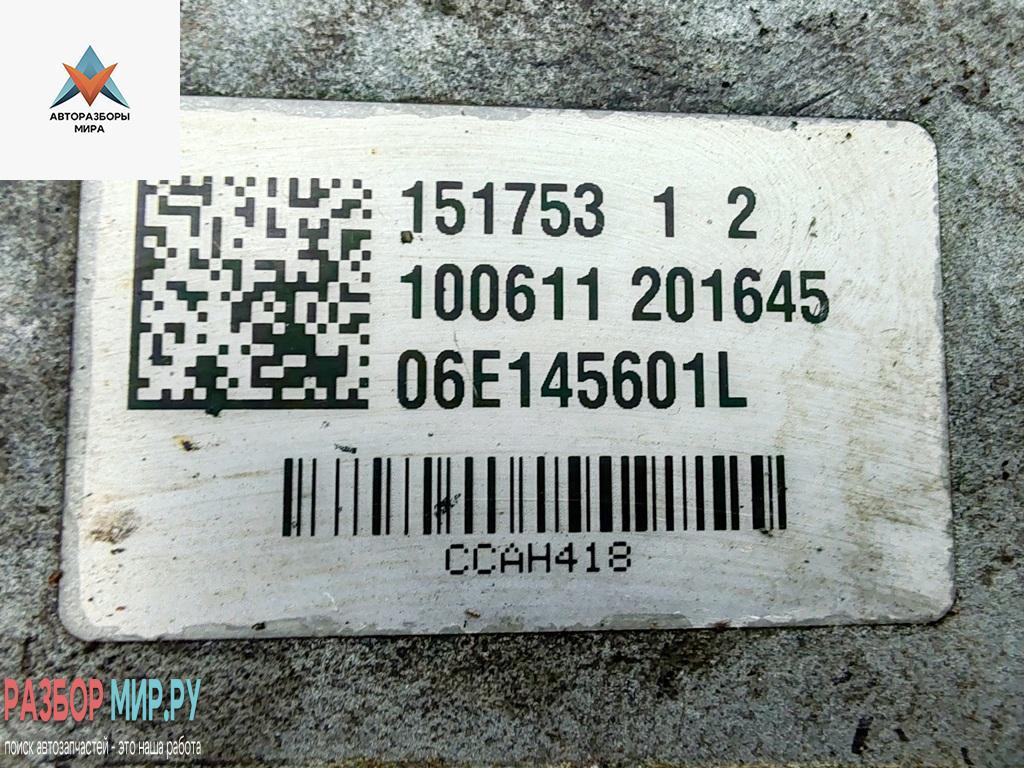 АВТОРАЗБОРЫ
МИРА
151753 1 2
100611 201645
06E145601L
CCAH418
РАЗБОР МИР.РУ
поиск автозапчастей - это наша работа